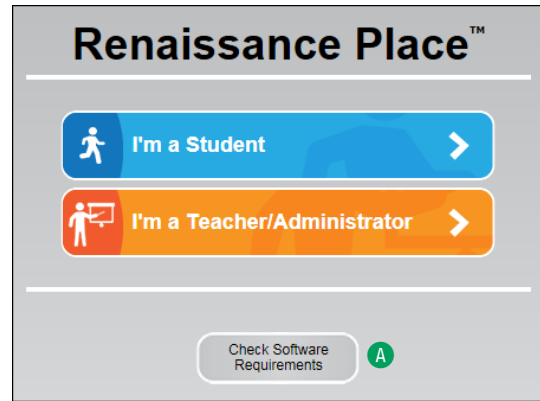 Renaissance Place™
I'm a Student
I'm a Teacher/Administrator
Check Software
Requirements
A